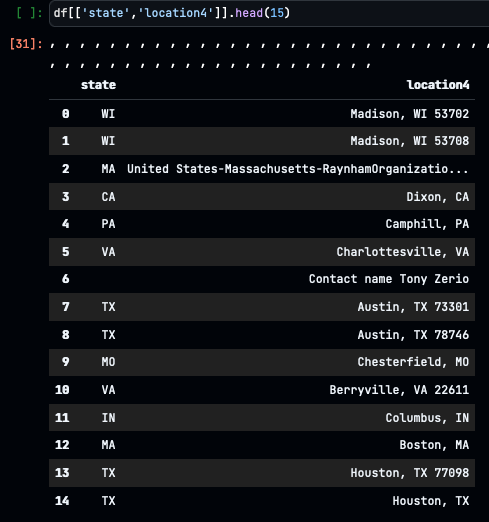 [ ]: df[['state','location4']].head(15)
[31]: , , , , , , , , , , , , , , , , , , , , , , , , , , , , , ,
, , , , , , , , , , , , , , , , , , , , , ,
state location4
0 WI Madison, WI 53702
1 WI Madison, WI 53708
2 MA United States-Massachusetts-RaynhamOrganizatio...
3 CA Dixon, CA
4 PA Camphill, PA
5 VA Charlottesville, VA
6 Contact name Tony Zerio
7 TX Austin, TX 73301
8 TX Austin, TX 78746
9 MO Chesterfield, MO
10 VA Berryville, VA 22611
11 IN Columbus, IN
12 MA Boston, MA
13 TX Houston, TX 77098
14 TX Houston, TX